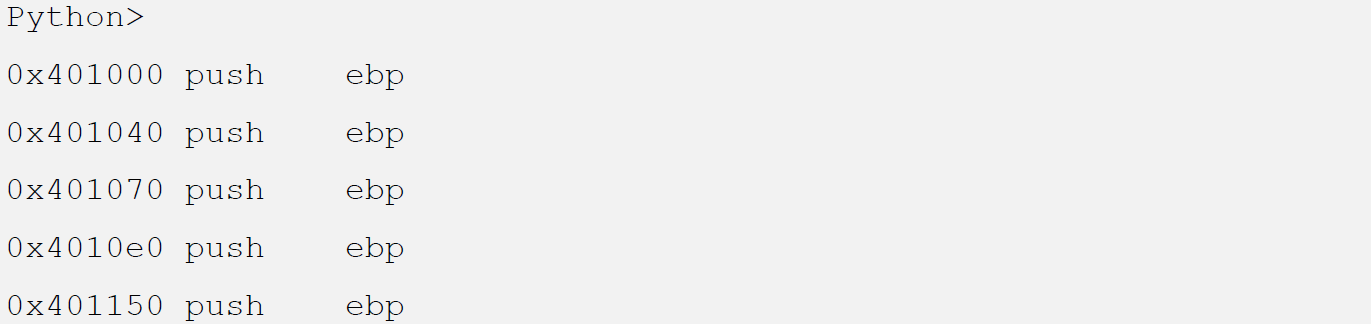 Python>
0x401000 push    ebp
0x401040 push    ebp
0x401070 push    ebp
0x4010e0 push    ebp
0x401150 push    ebp